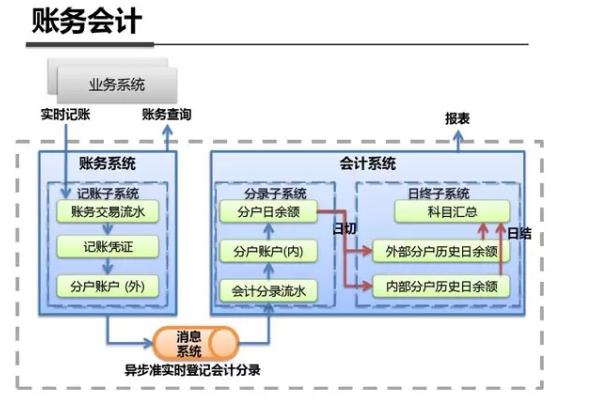 账务会计
业务系统
实时记账
账务查询
报表
账务系统
会计系统
记账子系统
分录子系统
日终子系统
账务交易流水
分户日余额
科目汇总
日切
日结
记账凭证
分户账户(内)
外部分户历史日余额
分户账户 (外)
会计分录流水
内部分户历史日余额
消息
系统
异步准实时登记会计分录